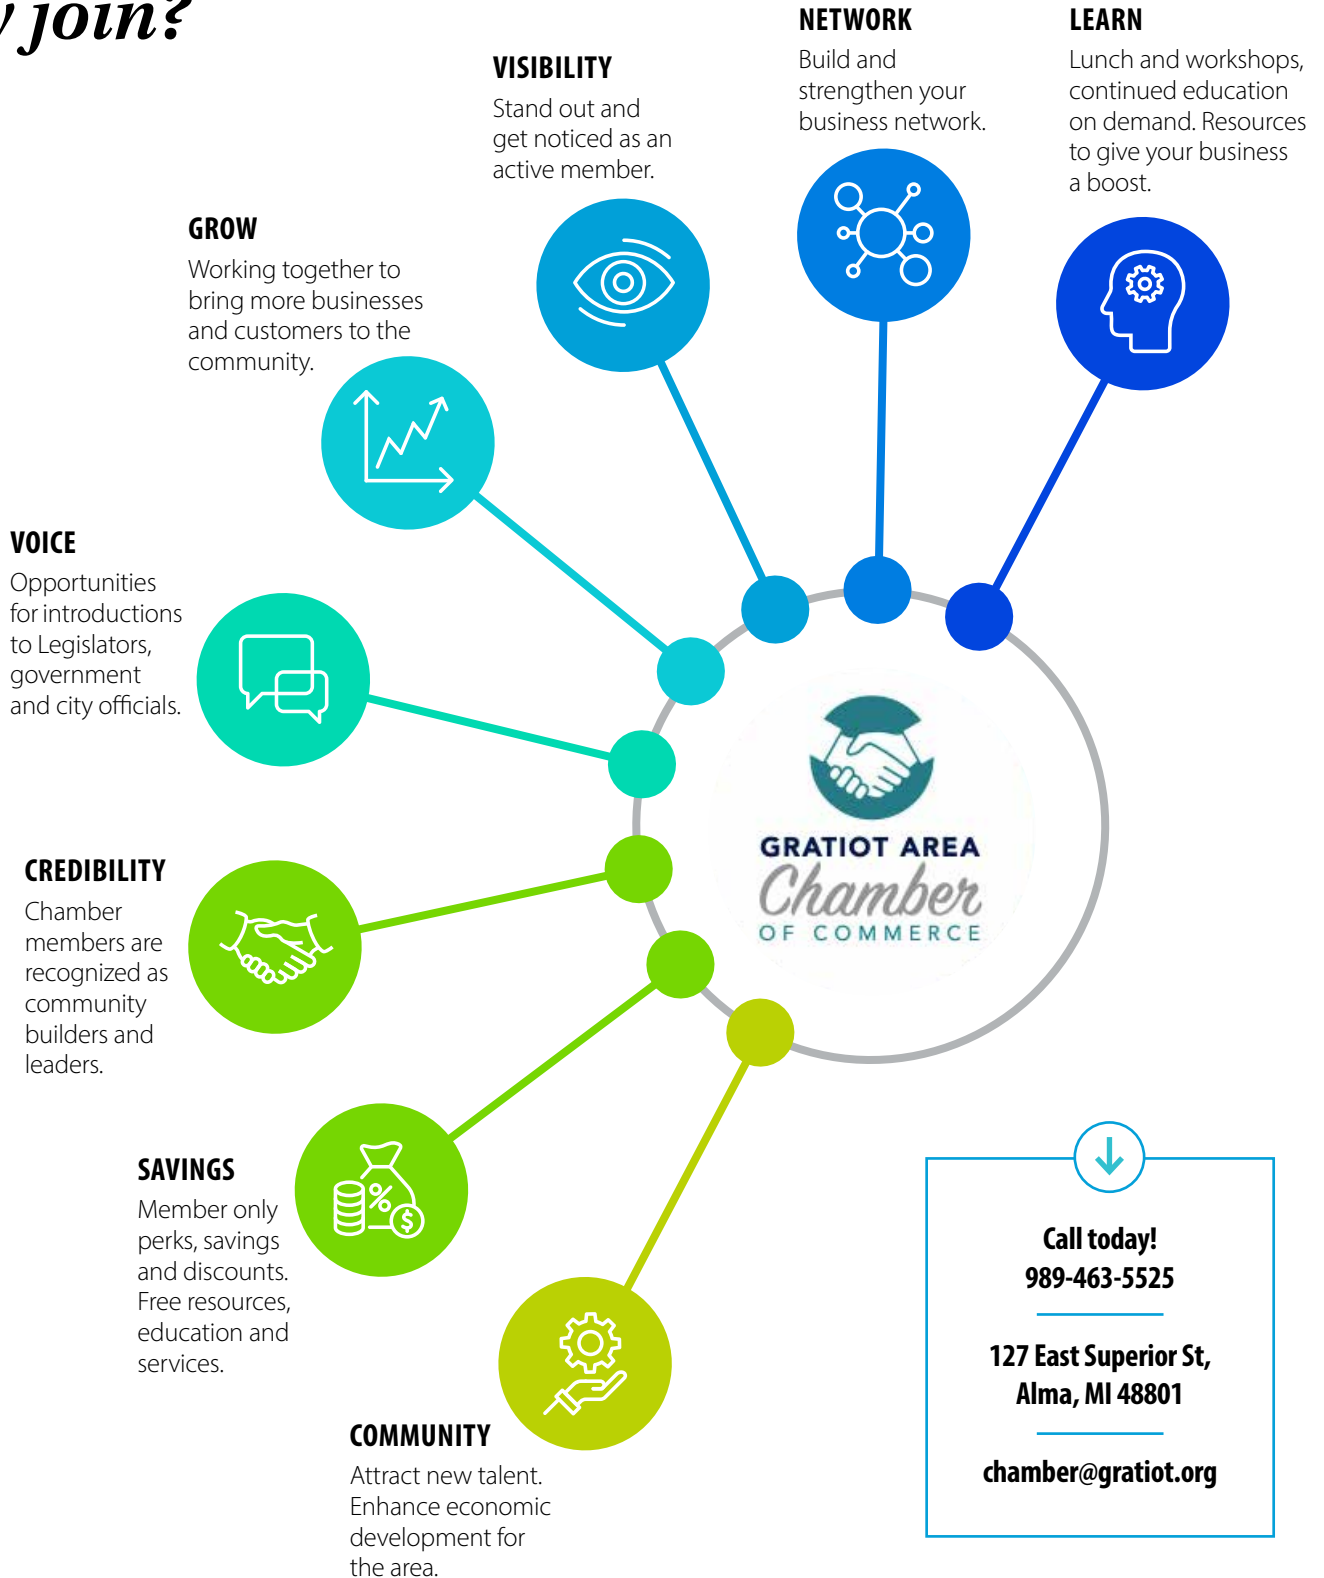 join?
NETWORK
Build and
strengthen your
business network.
LEARN
Lunch and workshops,
continued education
on demand. Resources
to give your business
a boost.
VISIBILITY
Stand out and
get noticed as an
active member.
GROW
Working together to
bring more businesses
and customers to the
community.
VOICE
Opportunities
for introductions
to Legislators,
government
and city officials.
CREDIBILITY
Chamber
members are
recognized as
community
builders and
leaders.
SAVINGS
Member only
perks, savings
and discounts.
Free resources,
education and
services.
%
$
COMMUNITY
Attract new talent.
Enhance economic
development for
the area.
GRATIOT AREA
Chamber
OF COMMERCE
Call today!
989-463-5525
127 East Superior St,
Alma, MI 48801
chamber@gratiot.org